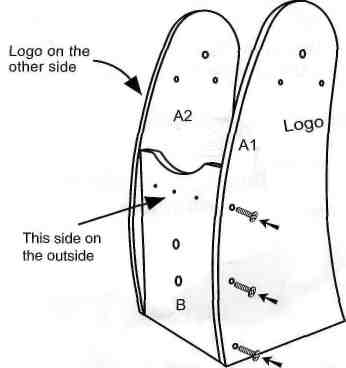 Logo on the
other side
A2
A1
Logo
This side on
the outside
B